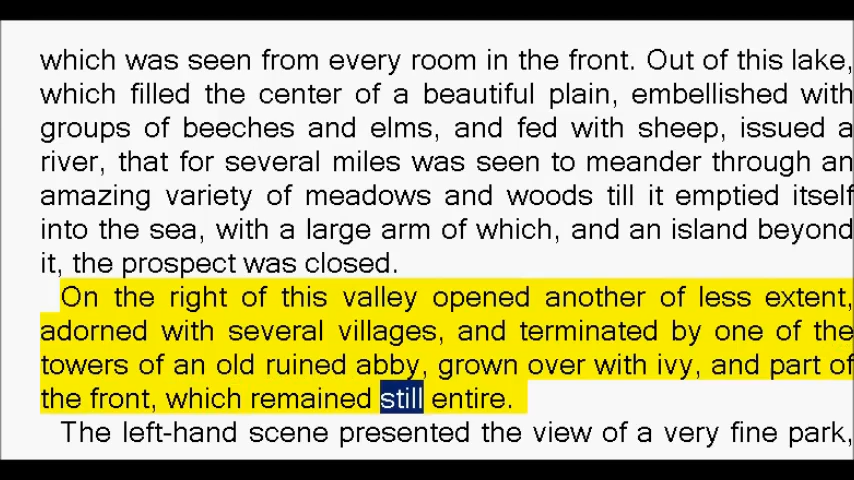 which was seen from every room in the front. Out of this lake,
which filled the center of a beautiful plain, embellished with
groups of beeches and elms, and fed with sheep, issued a
river, that for several miles was seen to meander through an
amazing variety of meadows and woods till it emptied itself
into the sea, with a large arm of which, and an island beyond
it, the prospect was closed.
On the right of this valley opened another of less extent,
adorned with several villages, and terminated by one of the
towers of an old ruined abby, grown over with ivy, and part of
the front, which remained still entire.
The left-hand scene presented the view of a very fine park,